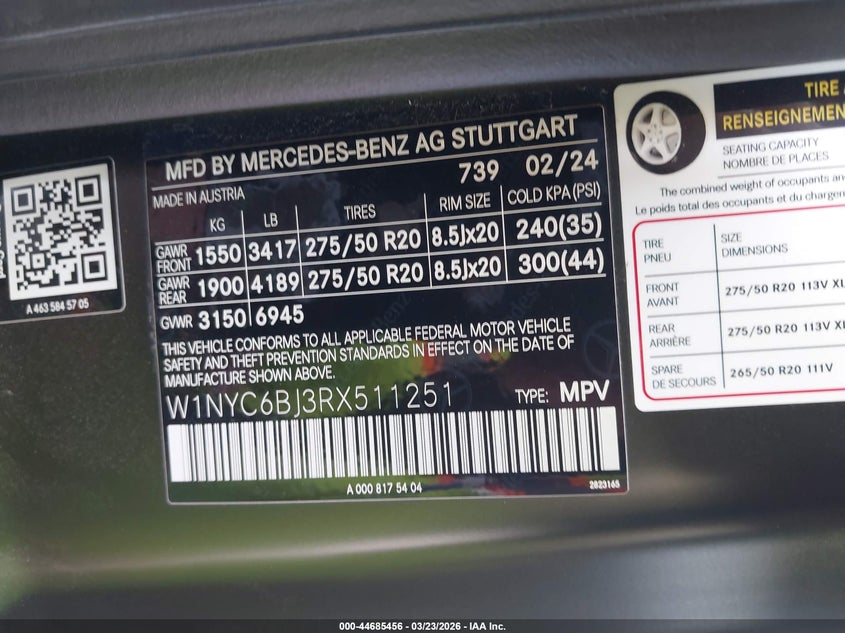 MFD BY MERCEDES-BENZ AG STUTTGART
739 02/24
MADE IN AUSTRIA
KG LB TIRES RIM SIZE COLD KPA(PSI)
GAWR FRONT 1550 3417 275/50 R20 8.5Jx20 240(35)
GAWR REAR 1900 4189 275/50 R20 8.5Jx20 300(44)
GVWR 3150 6945
THIS VEHICLE CONFORMS TO ALL APPLICABLE FEDERAL MOTOR VEHICLE
SAFETY AND THEFT PREVENTION STANDARDS IN EFFECT ON THE DATE OF
MANUFACTURE SHOWN ABOVE.
W1NYC6BJ3RX511251 TYPE: MPV
A 000 817 54 04 2823165
A 463 584 57 05
TIRE
RENSEIGNEMEN
SEATING CAPACITY
NOMBRE DE PLACES
The combined weight of occupants an
Le poids total des occupants et du charge
TIRE SIZE
PNEU DIMENSIONS
FRONT
AVANT 275/50 R20 113V XL
REAR
ARRIÈRE 275/50 R20 113V XL
SPARE
DE SECOURS 265/50 R20 111V
000-44685456 - 03/23/2026 - IAA Inc.